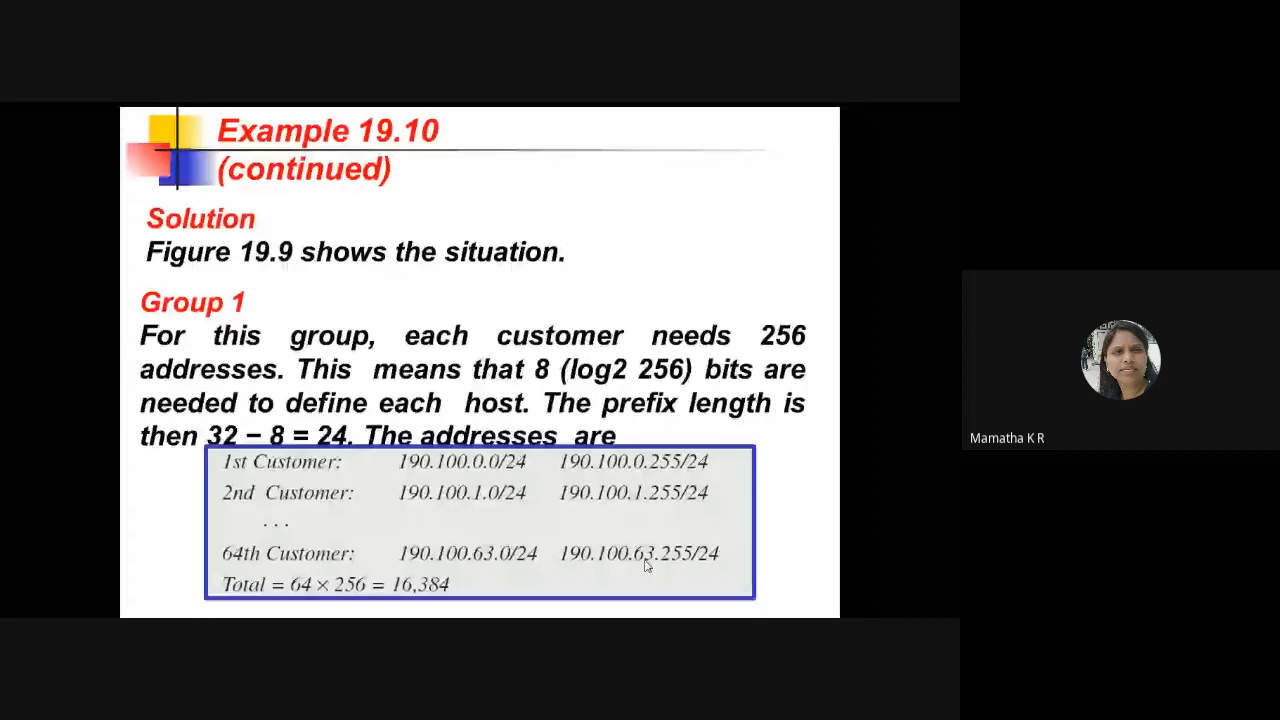 Example 19.10
(continued)
Solution
Figure 19.9 shows the situation.
Group 1
For this group, each customer needs 256
addresses. This means that 8 (log2 256) bits are
needed to define each host. The prefix length is
then 32 − 8 = 24. The addresses are
1st Customer: 190.100.0.0/24 190.100.0.255/24
2nd Customer: 190.100.1.0/24 190.100.1.255/24
. . .
64th Customer: 190.100.63.0/24 190.100.63.255/24
Total = 64 × 256 = 16,384
Mamatha K R